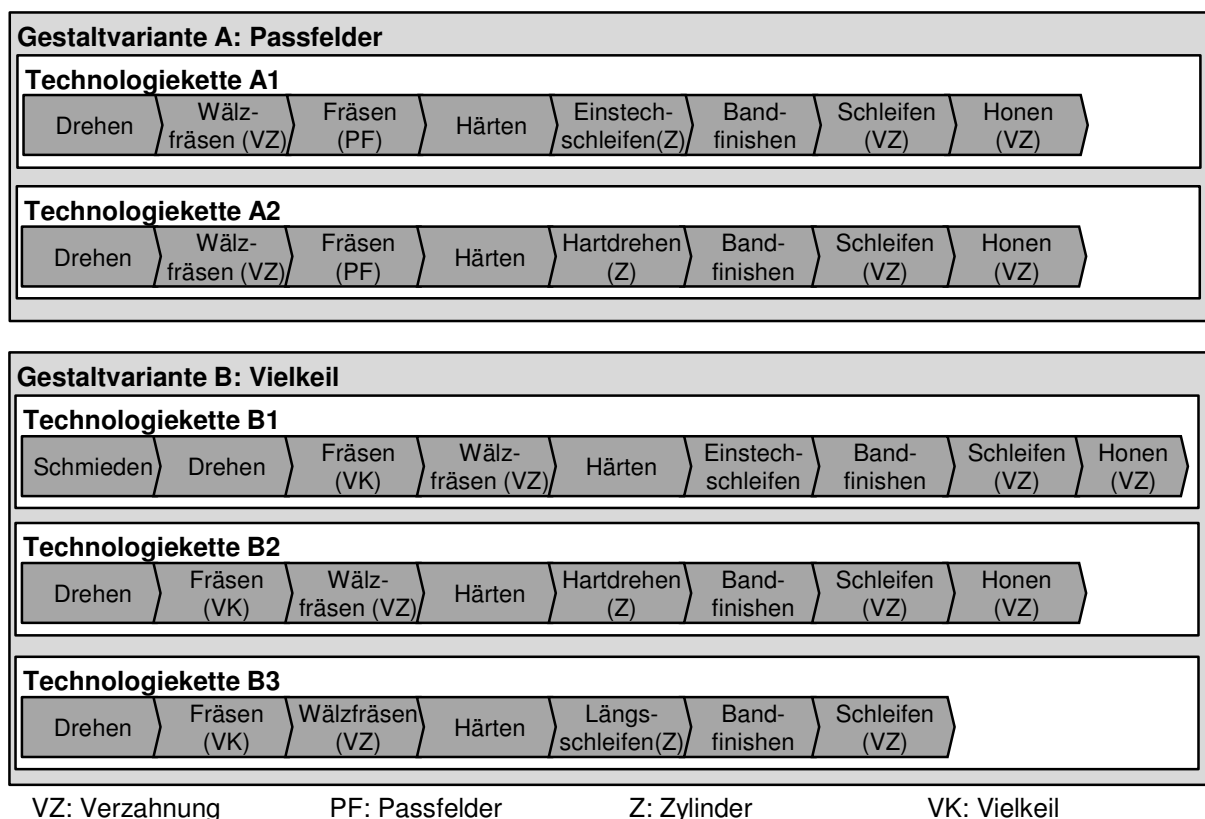 Gestaltvariante A: Passfelder
Technologiekette A1
Drehen
Wälz-
fräsen (VZ)
Fräsen
(PF)
Härten
Einstech-
schleifen(Z)
Band-
finishen
Schleifen
(VZ)
Honen
(VZ)
Technologiekette A2
Drehen
Wälz-
fräsen (VZ)
Fräsen
(PF)
Härten
Hartdrehen
(Z)
Band-
finishen
Schleifen
(VZ)
Honen
(VZ)
Gestaltvariante B: Vielkeil
Technologiekette B1
Schmieden
Drehen
Fräsen
(VK)
Wälz-
fräsen (VZ)
Härten
Einstech-
schleifen
Band-
finishen
Schleifen
(VZ)
Honen
(VZ)
Technologiekette B2
Drehen
Fräsen
(VK)
Wälz-
fräsen (VZ)
Härten
Hartdrehen
(Z)
Band-
finishen
Schleifen
(VZ)
Honen
(VZ)
Technologiekette B3
Drehen
Fräsen
(VK)
Wälzfräsen
(VZ)
Härten
Längs-
schleifen(Z)
Band-
finishen
Schleifen
(VZ)
VZ: Verzahnung PF: Passfelder Z: Zylinder VK: Vielkeil